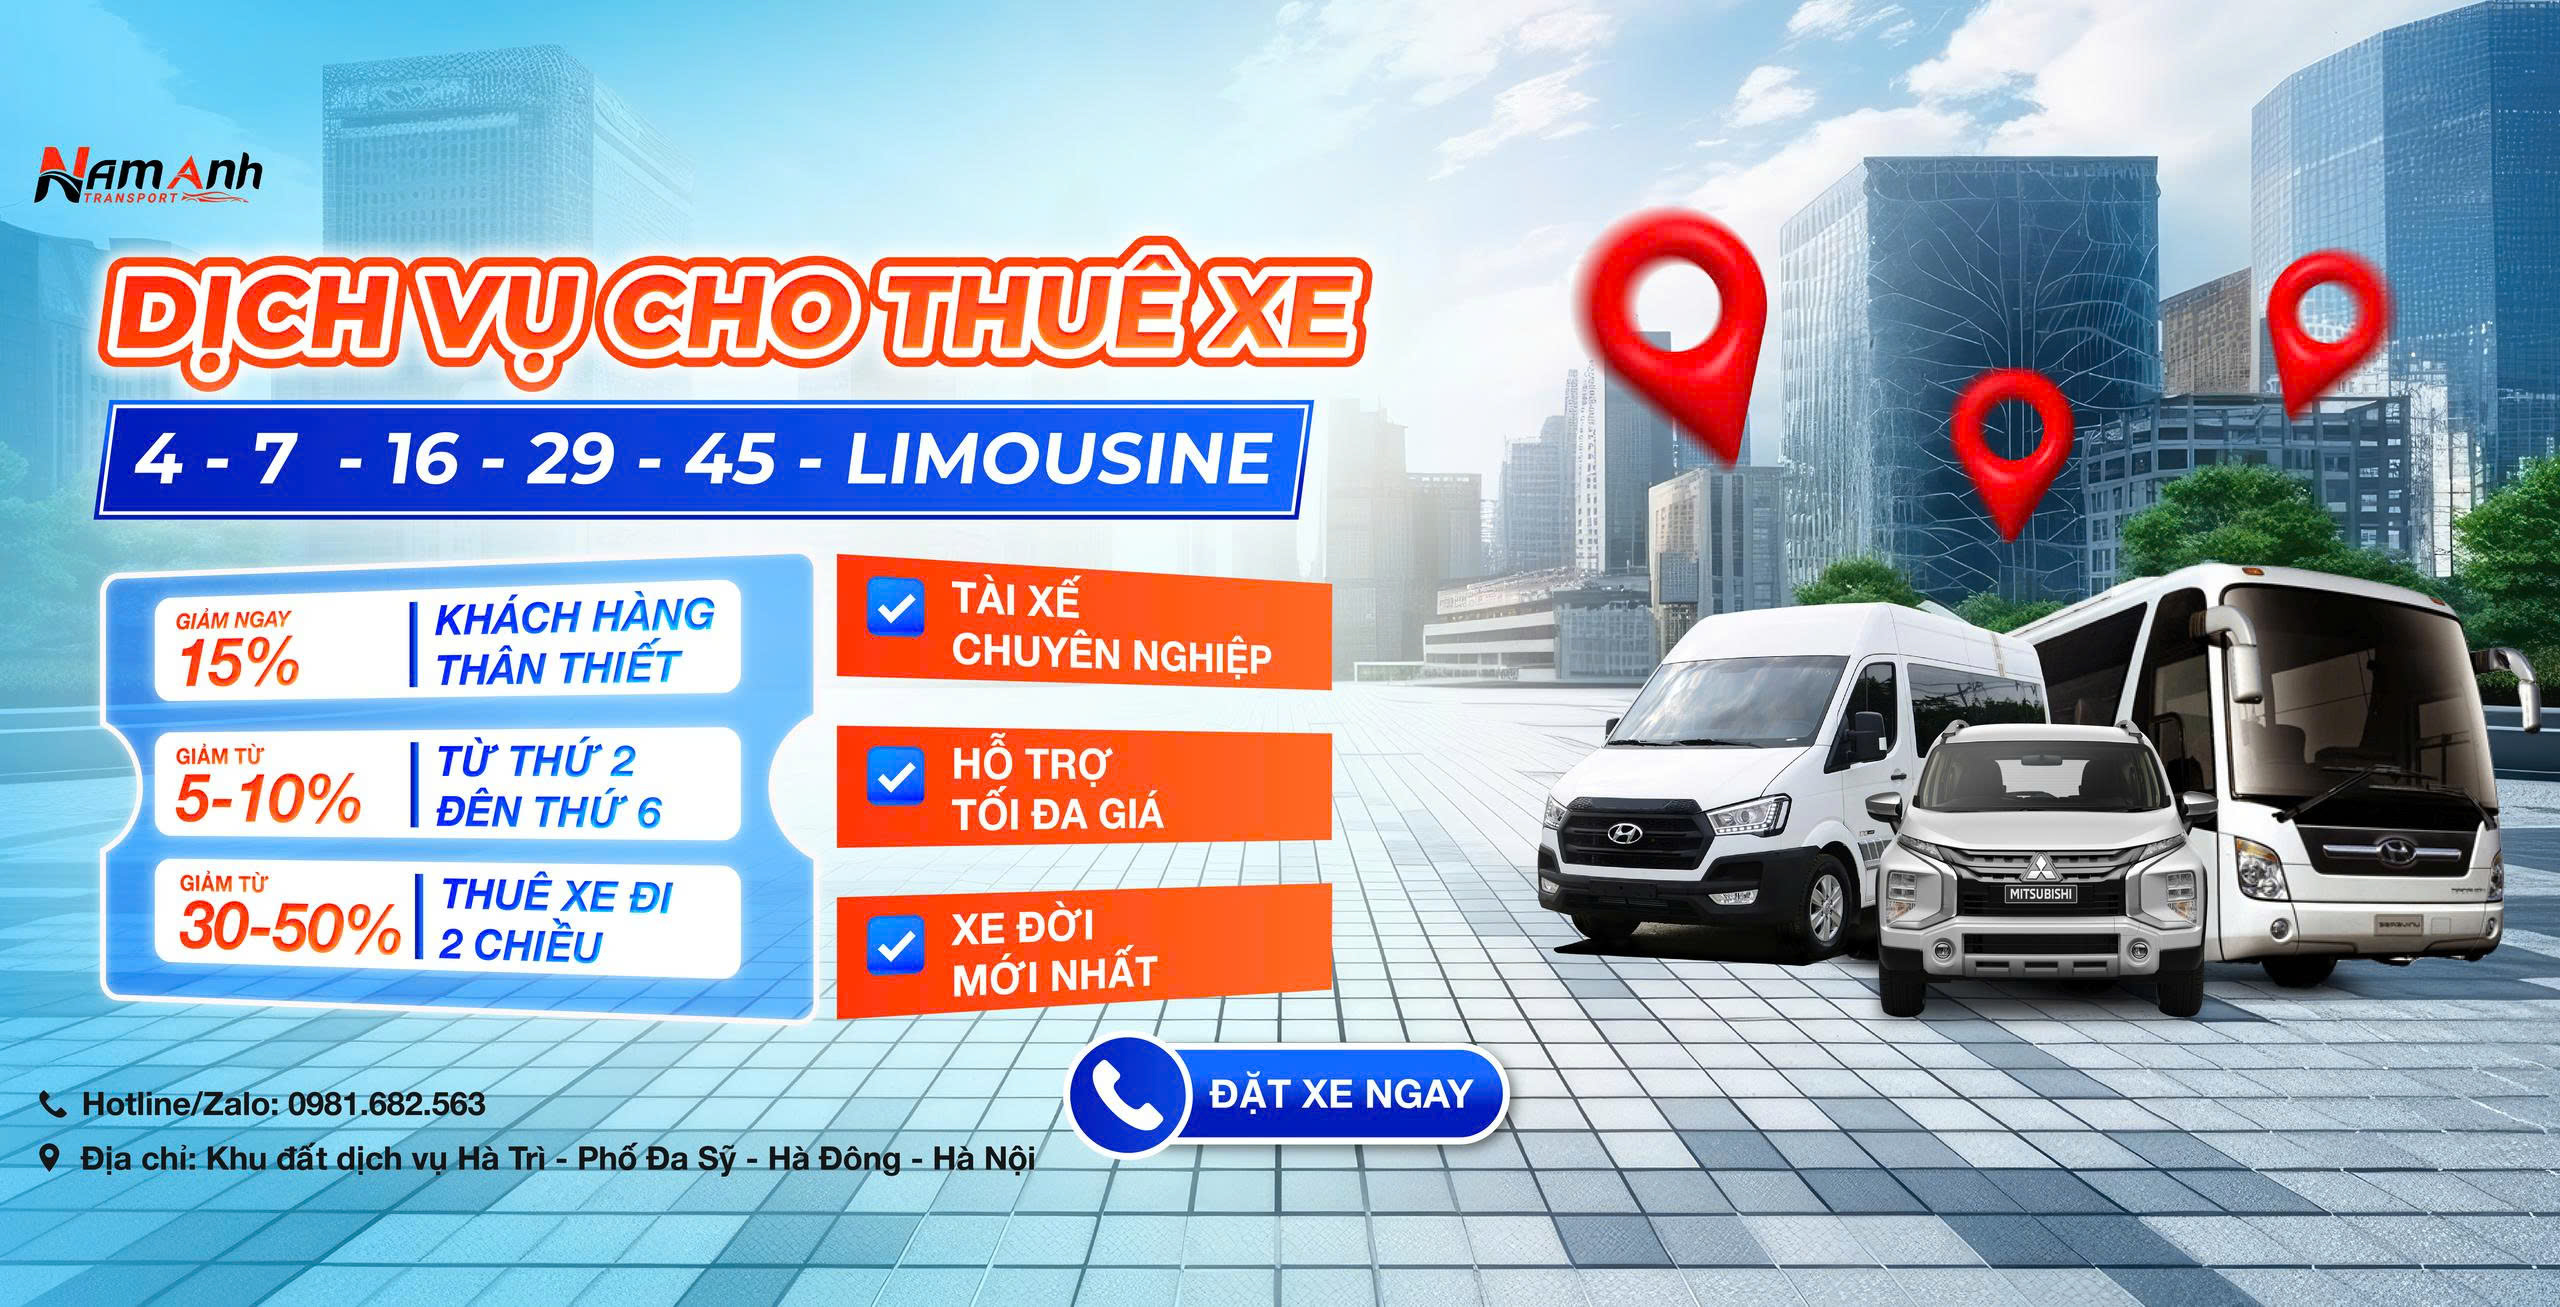 Nam Anh
TRANSPORT
DỊCH VỤ CHO THUÊ XE
4 - 7 - 16 - 29 - 45 - LIMOUSINE
GIẢM NGAY
15%
KHÁCH HÀNG
THÂN THIẾT
GIẢM TỪ
5-10%
TỪ THỨ 2
ĐÊN THỨ 6
GIẢM TỪ
30-50%
THUÊ XE ĐI
2 CHIỀU
TÀI XẾ
CHUYÊN NGHIỆP
HỖ TRỢ
TỐI ĐA GIÁ
XE ĐỜI
MỚI NHẤT
MITSUBISHI
ĐẶT XE NGAY
Hotline/Zalo: 0981.682.563
Địa chỉ: Khu đất dịch vụ Hà Trì - Phố Đa Sỹ - Hà Đông - Hà Nội